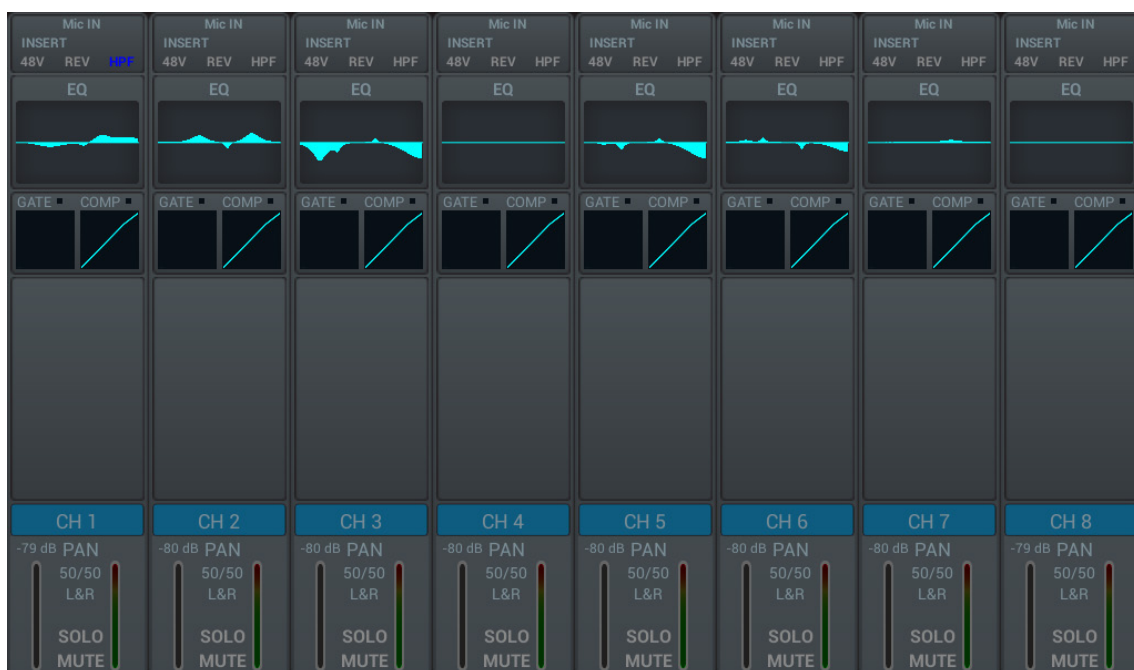 Mic IN Mic IN Mic IN Mic IN Mic IN Mic IN Mic IN Mic IN
INSERT INSERT INSERT INSERT INSERT INSERT INSERT INSERT
48V REV HPF 48V REV HPF 48V REV HPF 48V REV HPF 48V REV HPF 48V REV HPF 48V REV HPF 48V REV HPF
EQ EQ EQ EQ EQ EQ EQ EQ
GATE COMP GATE COMP GATE COMP GATE COMP GATE COMP GATE COMP GATE COMP GATE COMP
CH 1 CH 2 CH 3 CH 4 CH 5 CH 6 CH 7 CH 8
-79 dB PAN -80 dB PAN -80 dB PAN -80 dB PAN -80 dB PAN -80 dB PAN -80 dB PAN -79 dB PAN
50/50 50/50 50/50 50/50 50/50 50/50 50/50 50/50
L&R L&R L&R L&R L&R L&R L&R L&R
SOLO SOLO SOLO SOLO SOLO SOLO SOLO SOLO
MUTE MUTE MUTE MUTE MUTE MUTE MUTE MUTE